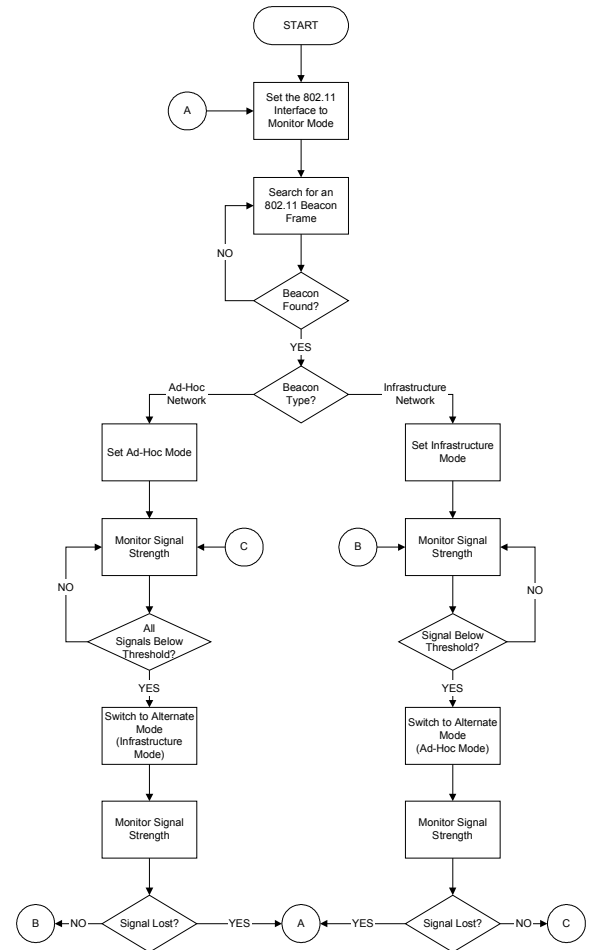 START
A
Set the 802.11
Interface to
Monitor Mode
Search for an
802.11 Beacon
Frame
NO
Beacon
Found?
YES
Ad-Hoc
Network
Beacon
Type?
Infrastructure
Network
Set Ad-Hoc Mode
Set Infrastructure
Mode
Monitor Signal
Strength
C
B
Monitor Signal
Strength
NO
NO
All
Signals Below
Threshold?
Signal Below
Threshold?
YES
YES
Switch to Alternate
Mode
(Infrastructure
Mode)
Switch to Alternate
Mode
(Ad-Hoc Mode)
Monitor Signal
Strength
Monitor Signal
Strength
B
NO
Signal Lost?
YES
A
YES
Signal Lost?
NO
C